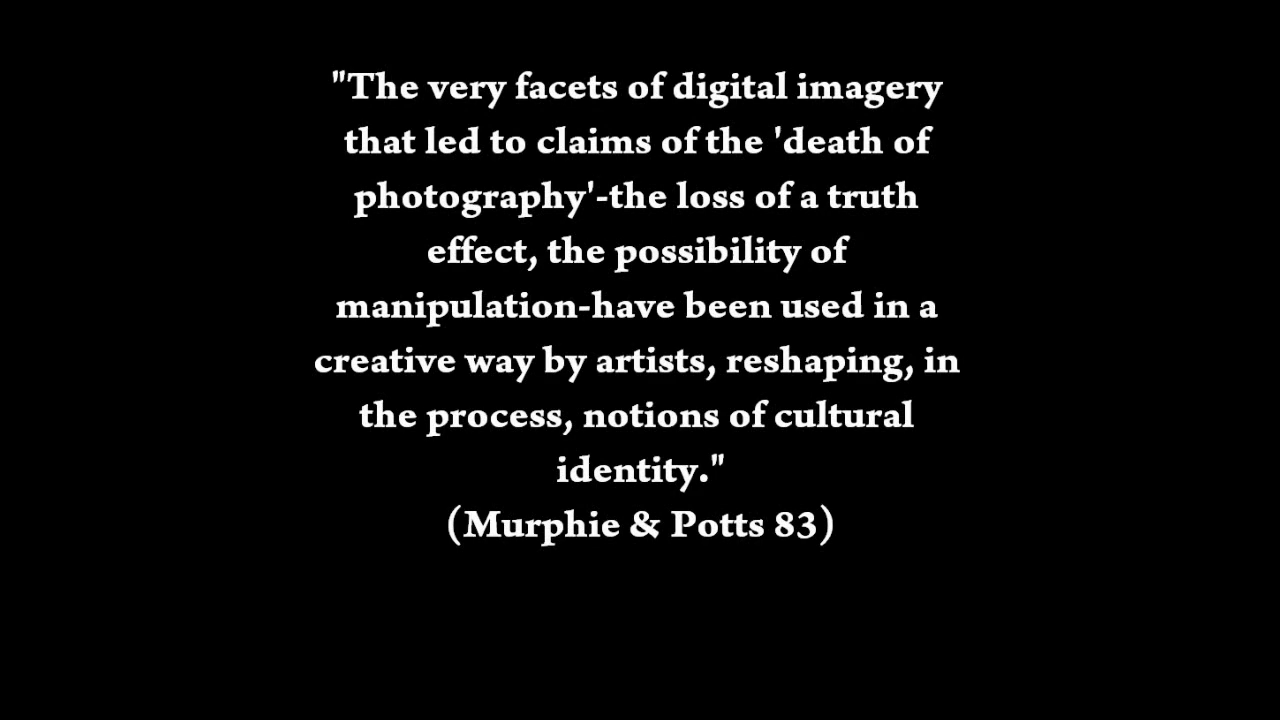 "The very facets of digital imagery
that led to claims of the 'death of
photography'-the loss of a truth
effect, the possibility of
manipulation-have been used in a
creative way by artists, reshaping, in
the process, notions of cultural
identity."
(Murphie & Potts 83)